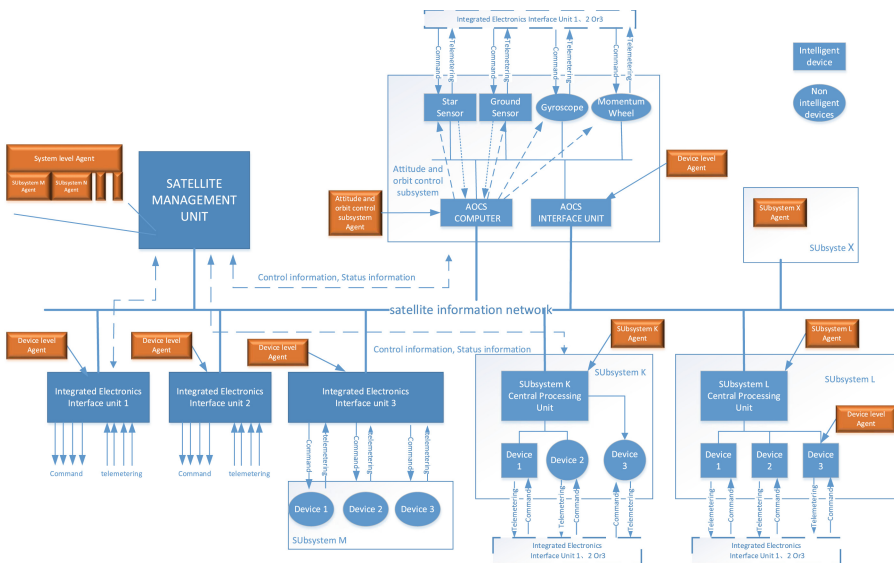 Integrated Electronics Interface Unit 1、2 Or3
Command
Telemetering
Command
Telemetering
Command
Telemetering
Command
Telemetering
Intelligent
device
Non
intelligent
devices
Star
Sensor
Ground
Sensor
Gyroscope
Momentum
Wheel
System level Agent
SUbsystem M
Agent
SUbsystem N
Agent
SATELLITE
MANAGEMENT
UNIT
Attitude and
orbit control
subsystem
Device level
Agent
Attitude and
orbit control
subsystem
Agent
AOCS
COMPUTER
AOCS
INTERFACE UNIT
SUbsystem X
Agent
SUbsyste X
Control information, Status information
satellite information network
Device level
Agent
Device level
Agent
Device level
Agent
Control information, Status information
SUbsystem K
Agent
SUbsystem L
Agent
Integrated Electronics
Interface unit 1
Integrated Electronics
Interface unit 2
Integrated Electronics
Interface unit 3
SUbsystem K
SUbsystem K
Central Processing
Unit
SUbsystem L
SUbsystem L
Central Processing
Unit
Device level
Agent
Command
telemetering
Command
telemetering
Command
telemetering
Command
telemetering
Command
telemetering
Device 1
Device 2
Device 3
SUbsystem M
Device
1
Device 2
Device
3
Telemetering
Command
Telemetering
Command
Command
Telemetering
Integrated Electronics
Interface Unit 1、2 Or3
Device
1
Device
2
Device
3
Telemetering
Command
Telemetering
Command
Telemetering
Command
Integrated Electronics
Interface Unit 1、2 Or3